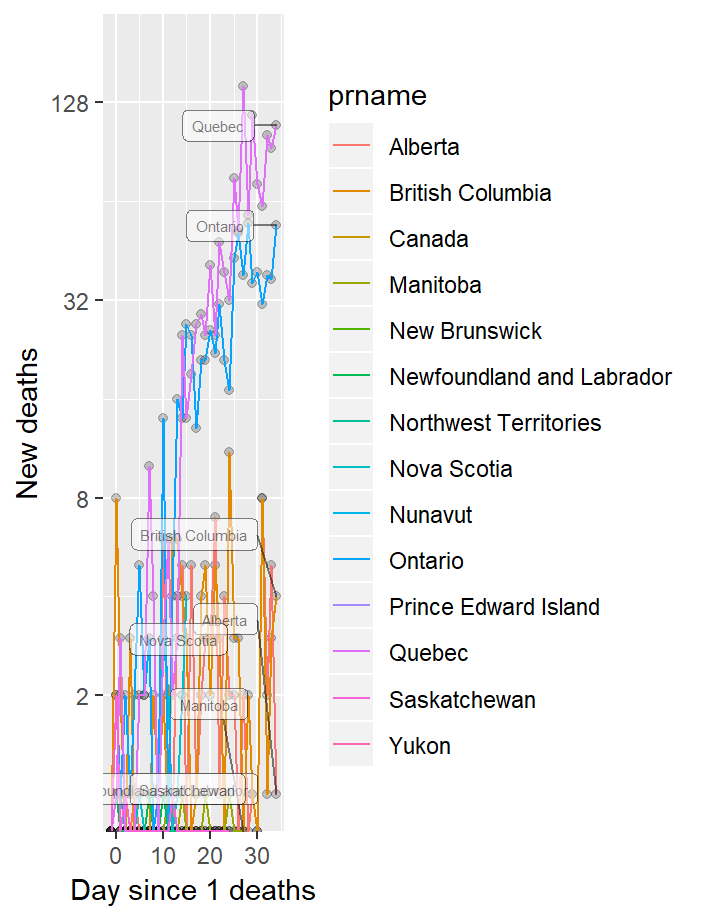 prname
128
32
8
2
New deaths
Quebec
Ontario
British Columbia
Alberta
Nova Scotia
Manitoba
Saskatchewan
0 10 20 30
Day since 1 deaths
Alberta
British Columbia
Canada
Manitoba
New Brunswick
Newfoundland and Labrador
Northwest Territories
Nova Scotia
Nunavut
Ontario
Prince Edward Island
Quebec
Saskatchewan
Yukon